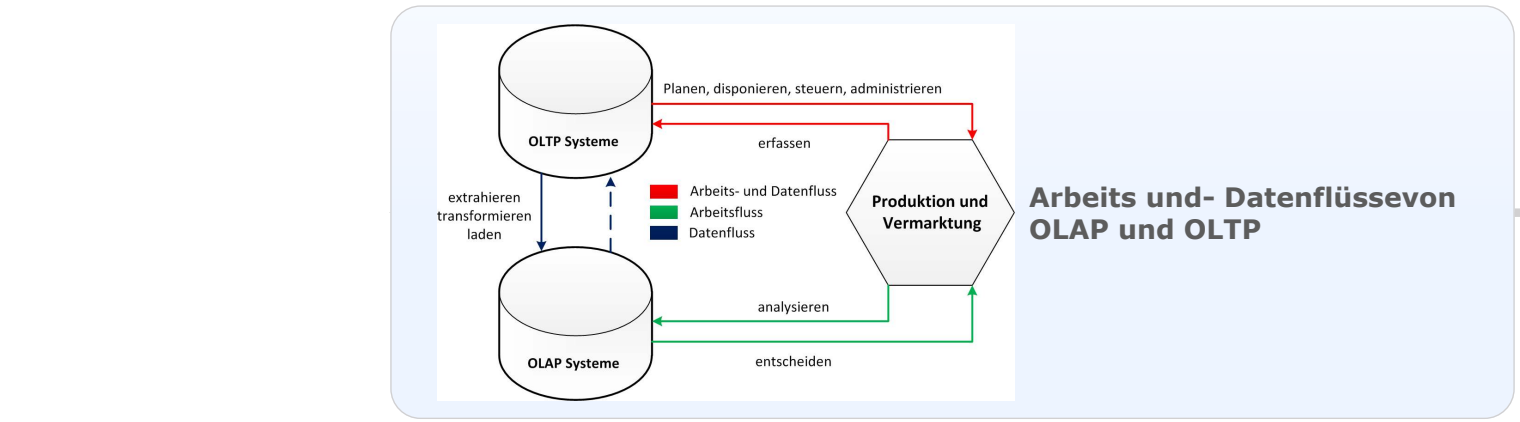 Planen, disponieren, steuern, administrieren
OLTP Systeme
erfassen
extrahieren
transformieren
laden
Arbeits- und Datenfluss
Arbeitsfluss
Datenfluss
Produktion und
Vermarktung
Arbeits und- Datenflüssevon
OLAP und OLTP
analysieren
OLAP Systeme
entscheiden